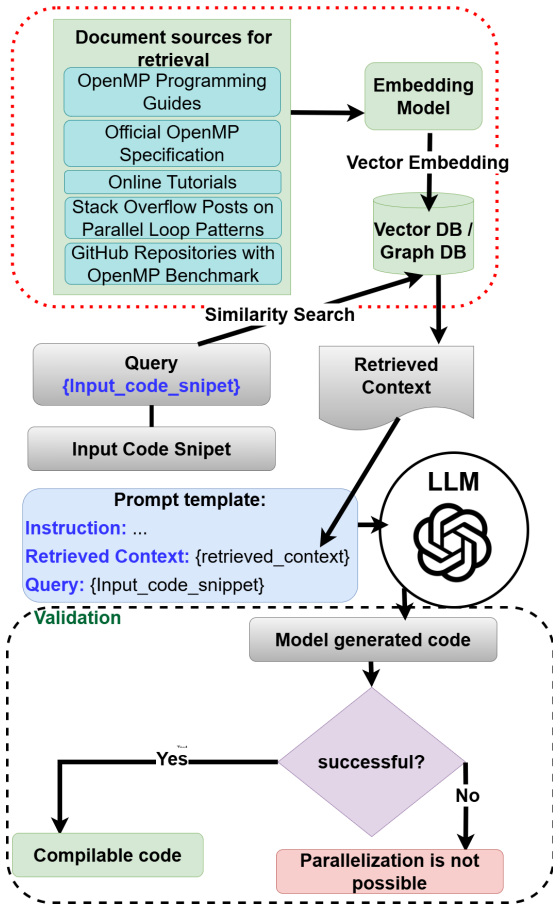 Document sources for
retrieval
OpenMP Programming
Guides
Official OpenMP
Specification
Online Tutorials
Stack Overflow Posts on
Parallel Loop Patterns
GitHub Repositories with
OpenMP Benchmark
Embedding
Model
Vector Embedding
Vector DB /
Graph DB
Similarity Search
Query
{Input_code_snipet}
Input Code Snipet
Retrieved
Context
Prompt template:
Instruction: ...
Retrieved Context: {retrieved_context}
Query: {Input_code_snippet}
LLM
Validation
Model generated code
successful?
Yes
No
Compilable code
Parallelization is not
possible